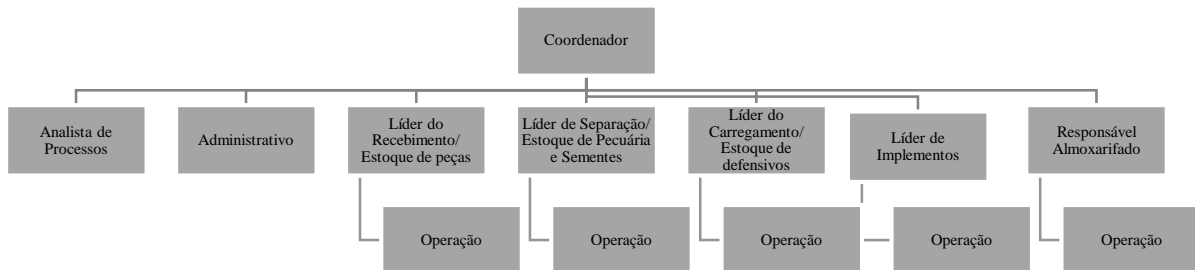 Coordenador
Analista de
Processos
Administrativo
Líder do
Recebimento/
Estoque de peças
Líder de Separação/
Estoque de Pecuária
e Sementes
Líder do
Carregamento/
Estoque de
defensivos
Líder de
Implementos
Responsável
Almoxarifado
Operação
Operação
Operação
Operação
Operação